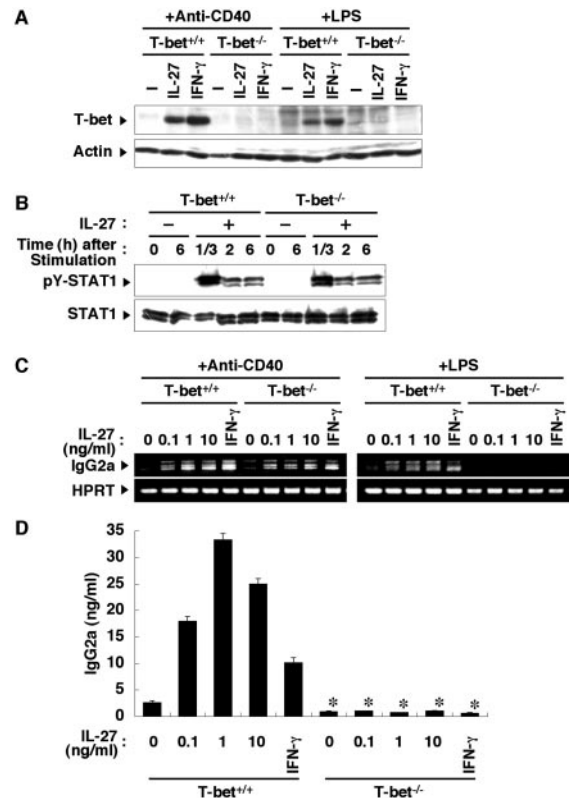 A
+Anti-CD40 +LPS
T-bet+/+ T-bet-/- T-bet+/+ T-bet-/-
– IL-27 IFN-γ – IL-27 IFN-γ – IL-27 IFN-γ – IL-27 IFN-γ
T-bet
Actin
B
T-bet+/+ T-bet-/-
IL-27 : – + – +
Time (h) after Stimulation : 0 6 1/3 2 6 0 6 1/3 2 6
pY-STAT1
STAT1
C
+Anti-CD40 +LPS
T-bet+/+ T-bet-/- T-bet+/+ T-bet-/-
IL-27 (ng/ml) : 0 0.1 1 10 IFN-γ 0 0.1 1 10 IFN-γ 0 0.1 1 10 IFN-γ 0 0.1 1 10 IFN-γ
IgG2a
HPRT
D
IgG2a (ng/ml)
35
30
25
20
15
10
5
0
* * * * *
IL-27 (ng/ml) : 0 0.1 1 10 IFN-γ 0 0.1 1 10 IFN-γ
T-bet+/+ T-bet-/-